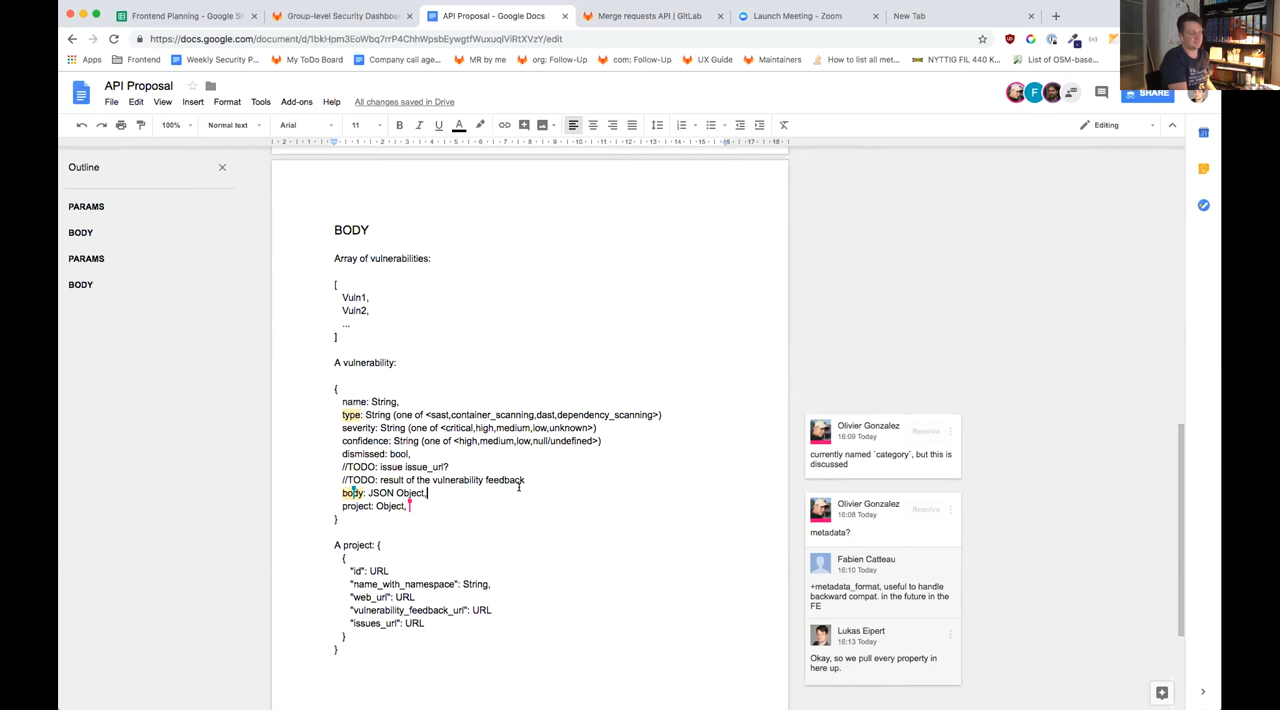 Frontend Planning - Google Sh
Group-level Security Dashboa
API Proposal - Google Docs
Merge requests API | GitLab
Launch Meeting - Zoom
New Tab
https://docs.google.com/document/d/1bkHpm3EoWbq7rrP4ChhWpsbEywgtfWuxuqIViRtXVzY/edit
Apps
Frontend
Weekly Security P...
My ToDo Board
Company call age...
MR by me
org: Follow-Up
com: Follow-Up
UX Guide
Maintainers
How to list all met...
NYTTIG FIL 440 K...
List of OSM-base...
API Proposal
File Edit View Insert Format Tools Add-ons Help All changes saved in Drive
SHARE
100% Normal text Arial 11 B I U A Editing
Outline
PARAMS
BODY
PARAMS
BODY
BODY
Array of vulnerabilities:
[
Vuln1,
Vuln2,
...
]
A vulnerability:
{
name: String,
type: String (one of <sast,container_scanning,dast,dependency_scanning>)
severity: String (one of <critical,high,medium,low,unknown>)
confidence: String (one of <high,medium,low,null/undefined>)
dismissed: bool,
//TODO: issue issue_url?
//TODO: result of the vulnerability feedback
body: JSON Object,
project: Object,
}
A project: {
{
"id": URL
"name_with_namespace": String,
"web_url": URL
"vulnerability_feedback_url": URL
"issues_url": URL
}
}
Olivier Gonzalez
16:09 Today
Resolve
currently named `category`, but this is
discussed
Olivier Gonzalez
16:08 Today
Resolve
metadata?
Fabien Catteau
16:10 Today
+metadata_format, useful to handle
backward compat. in the future in the
FE
Lukas Eipert
16:13 Today
Okay, so we pull every property in
here up.